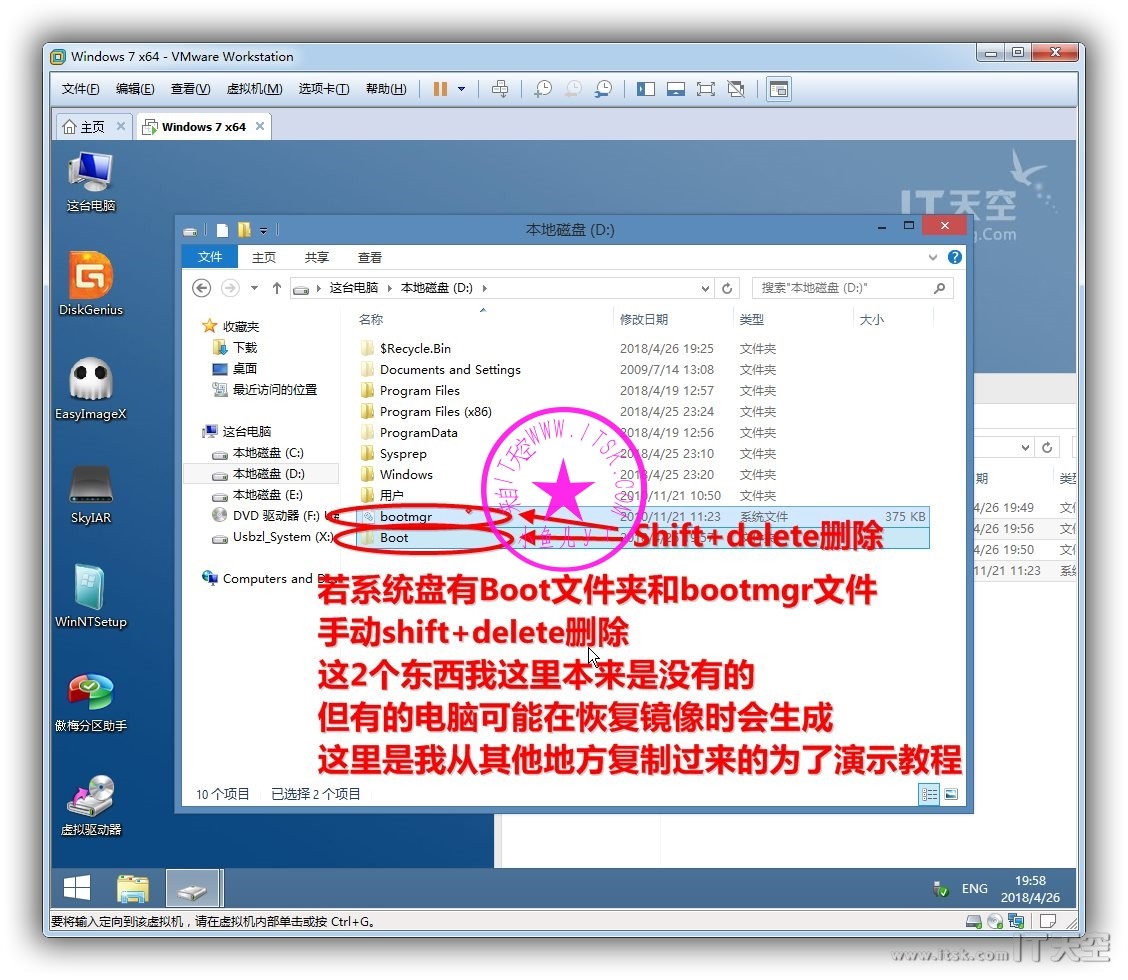 Windows 7 x64 - VMware Workstation
文件(F) 编辑(E) 查看(V) 虚拟机(M) 选项卡(T) 帮助(H)
主页 Windows 7 x64
这台电脑
DiskGenius
EasyImageX
SkyIAR
WinNTSetup
傲梅分区助手
虚拟驱动器
IT天空
g.Com
本地磁盘 (D:)
文件 主页 共享 查看
这台电脑 本地磁盘 (D:)
搜索"本地磁盘 (D:)"
收藏夹
下载
桌面
最近访问的位置
这台电脑
本地磁盘 (C:)
本地磁盘 (D:)
本地磁盘 (E:)
DVD 驱动器 (F:)
Usbzl_System (X:)
Computers and
名称 修改日期 类型 大小
$Recycle.Bin 2018/4/26 19:25 文件夹
Documents and Settings 2009/7/14 13:08 文件夹
Program Files 2018/4/19 12:57 文件夹
Program Files (x86) 2018/4/25 23:24 文件夹
ProgramData 2018/4/19 12:56 文件夹
Sysprep 2018/4/25 23:10 文件夹
Windows 2018/4/25 23:20 文件夹
用户 2010/11/21 10:50 文件夹
bootmgr 2010/11/21 11:23 系统文件 375 KB
Boot
来自IT天空WWW.ITSK.COM
Shift+delete删除
若系统盘有Boot文件夹和bootmgr文件
手动shift+delete删除
这2个东西我这里本来是没有的
但有的电脑可能在恢复镜像时会生成
这里是我从其他地方复制过来的为了演示教程
10 个项目 已选择 2 个项目
期
26 19:49
/26 19:56
/26 19:50
11/21 11:23
ENG
19:58
2018/4/26
要将输入定向到该虚拟机，请在虚拟机内部单击或按 Ctrl+G。
www.itsk.com IT天空